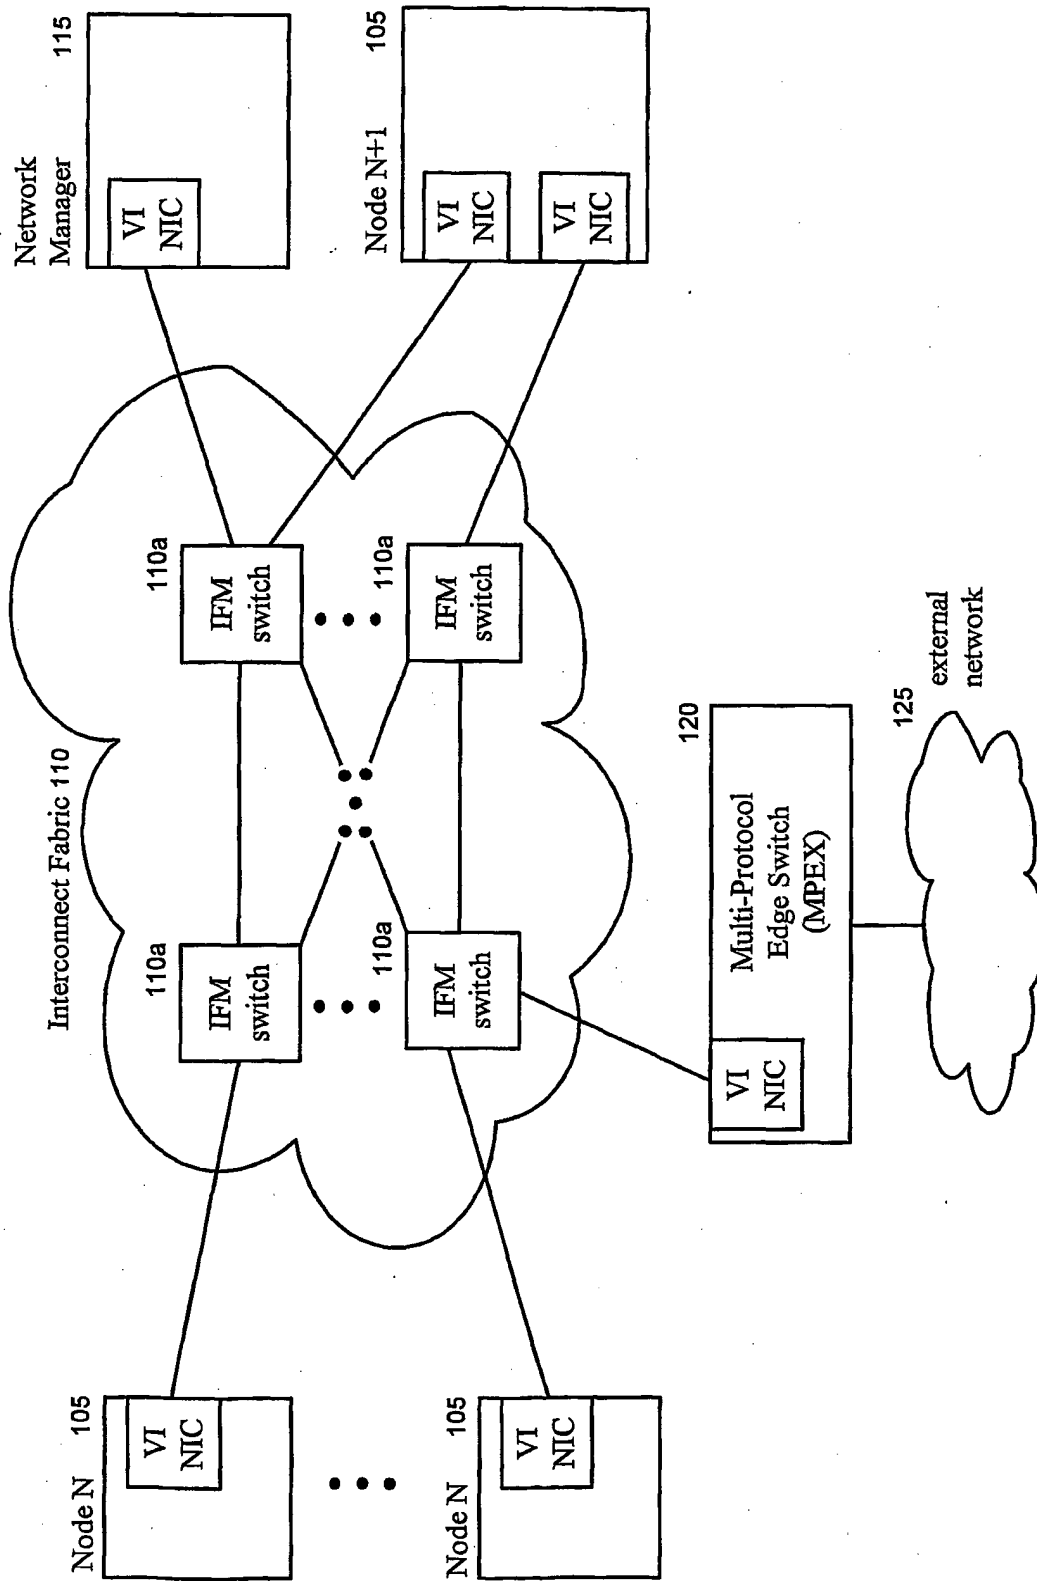 Interconnect Fabric 110
Network
Manager
115
VI
NIC
Node N
105
VI
NIC
110a
IFM
switch
110a
IFM
switch
Node N+1
105
VI
NIC
VI
NIC
Node N
105
VI
NIC
110a
IFM
switch
110a
IFM
switch
120
Multi-Protocol
Edge Switch
(MPEX)
VI
NIC
125
external
network